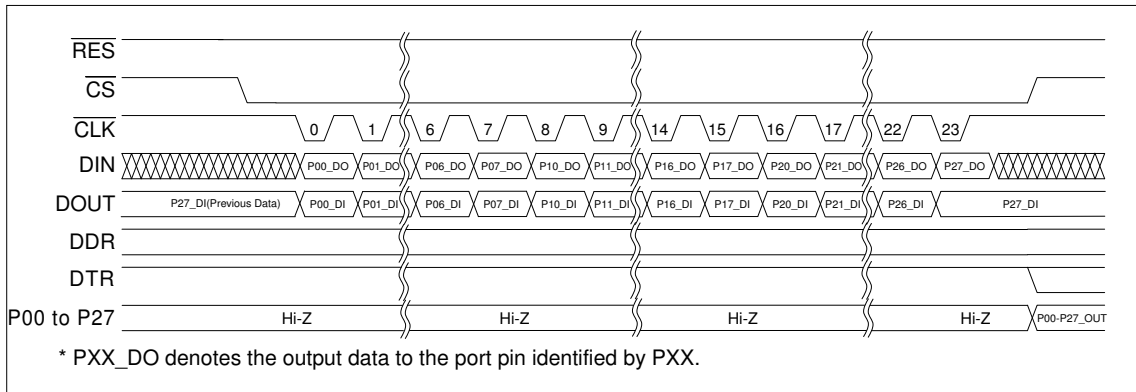 RES
CS
CLK 0 1 6 7 8 9 14 15 16 17 22 23
DIN P00_DO P01_DO P06_DO P07_DO P10_DO P11_DO P16_DO P17_DO P20_DO P21_DO P26_DO P27_DO
DOUT P27_DI(Previous Data) P00_DI P01_DI P06_DI P07_DI P10_DI P11_DI P16_DI P17_DI P20_DI P21_DI P26_DI P27_DI
DDR
DTR
P00 to P27 Hi-Z Hi-Z Hi-Z Hi-Z P00-P27_OUT
* PXX_DO denotes the output data to the port pin identified by PXX.